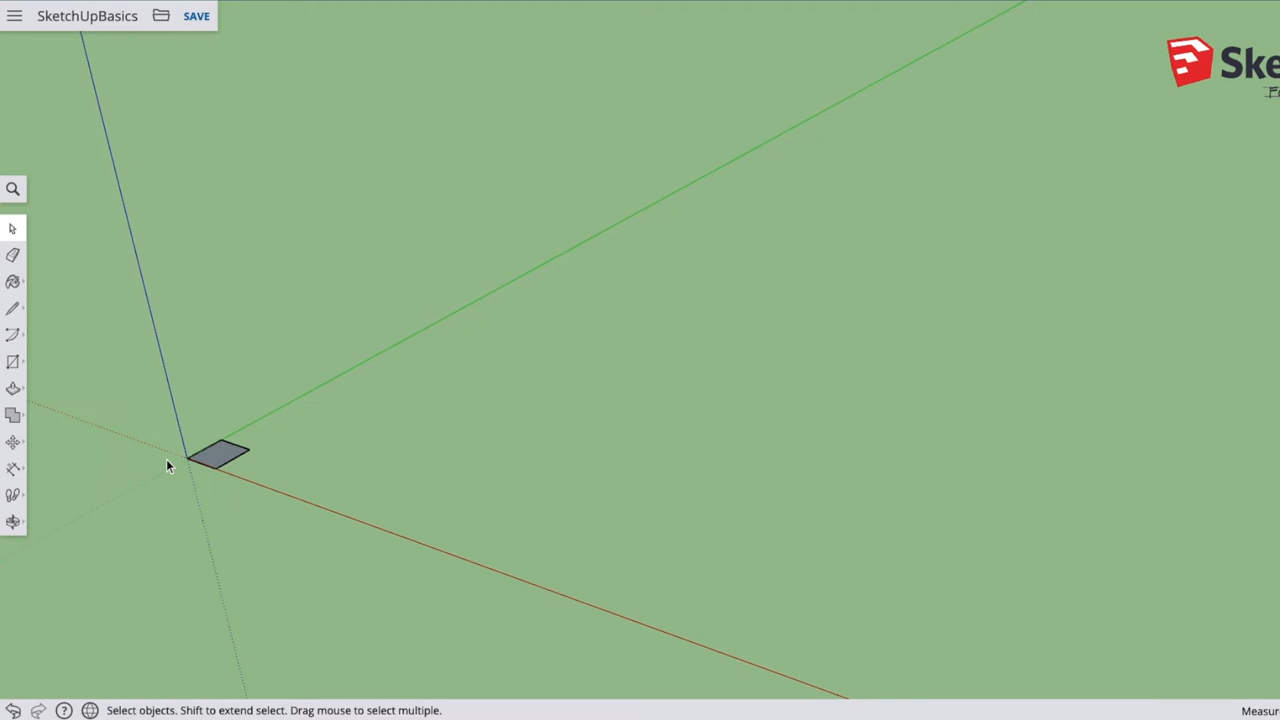 SketchUpBasics SAVE
Ske
Select objects. Shift to extend select. Drag mouse to select multiple.
Measur